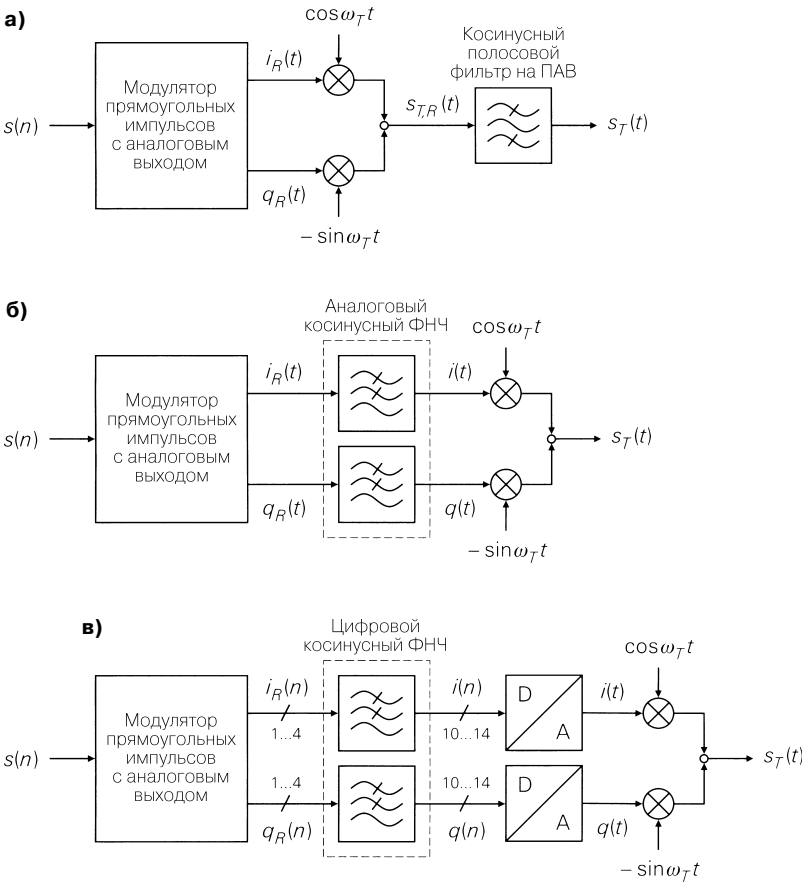 а)
cosω_T t
Косинусный
полосовой
фильтр на ПАВ
i_R(t)
Модулятор
прямоугольных
импульсов
с аналоговым
выходом
s(n)
s_{T,R}(t)
s_T(t)
q_R(t)
– sinω_T t
б)
Аналоговый
косинусный ФНЧ
cosω_T t
i_R(t)
i(t)
Модулятор
прямоугольных
импульсов
с аналоговым
выходом
s(n)
s_T(t)
q_R(t)
q(t)
– sinω_T t
в)
Цифровой
косинусный ФНЧ
cosω_T t
i_R(n)
i(n)
i(t)
1...4
10...14
D
A
Модулятор
прямоугольных
импульсов
с аналоговым
выходом
s(n)
s_T(t)
1...4
10...14
D
A
q_R(n)
q(n)
q(t)
– sinω_T t